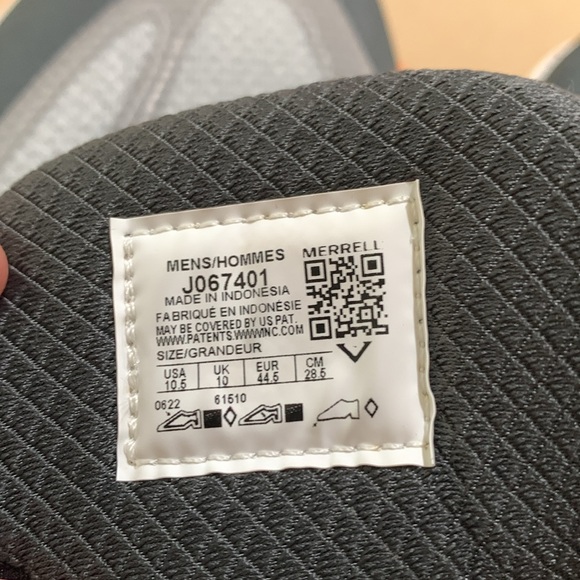 MENS/HOMMES
MERRELL
J067401
MADE IN INDONESIA
FABRIQUÉ EN INDONÉSIE
MAY BE COVERED BY US PAT.
WWW.PATENTS.WWWINC.COM
SIZE/GRANDEUR
USA UK EUR CM
10.5 10 44.5 28.5
0622 61510